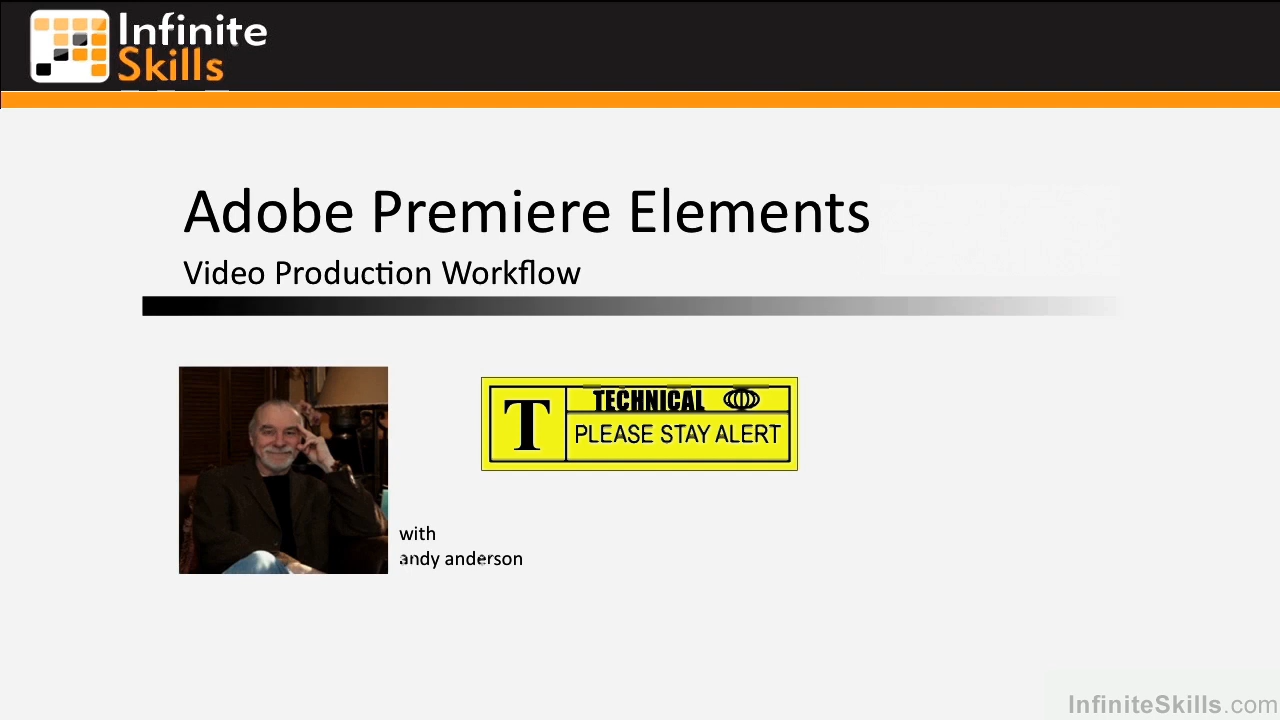 Infinite
Skills
Adobe Premiere Elements
Video Production Workflow
T
TECHNICAL
PLEASE STAY ALERT
with
andy anderson
InfiniteSkills.com